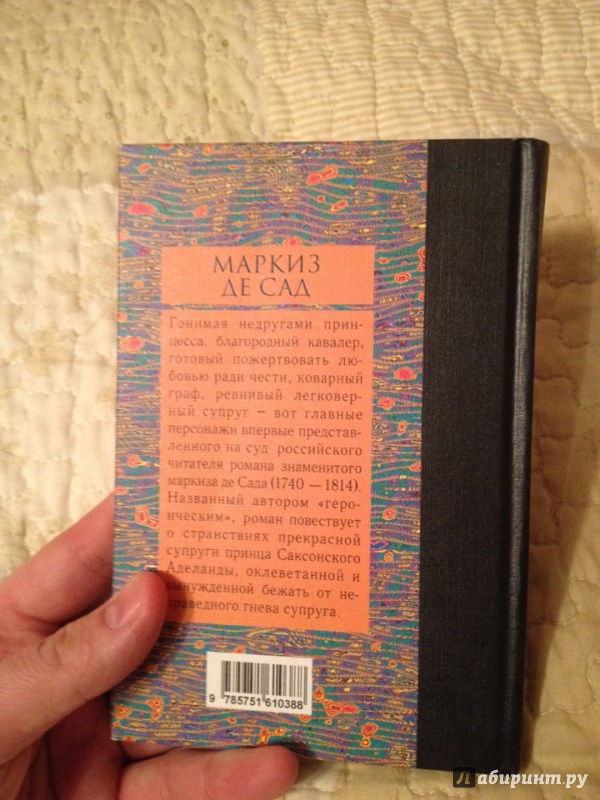 МАРКИЗ
ДЕ САД
Гонимая недругами прин-
цесса, благородный кавалер,
готовый пожертвовать лю-
бовью ради чести, коварный
граф, ревнивый легковер-
ный супруг – вот главные
персонажи впервые представ-
ленного на суд российского
читателя романа знаменитого
маркиза де Сада (1740 — 1814).
Названный автором «геро-
ическим», роман повествует
о странствиях прекрасной
супруги принца Саксонского
Аделаиды, оклеветанной и
вынужденной бежать от не-
праведного гнева супруга.
9 785751 610388
Лабиринт.ру